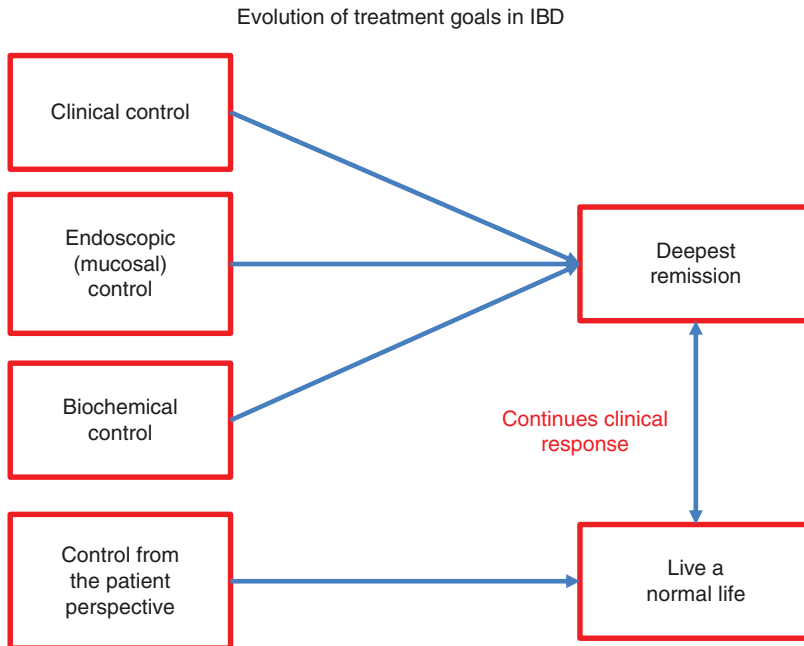 Evolution of treatment goals in IBD
Clinical control
Endoscopic
(mucosal)
control
Biochemical
control
Control from
the patient
perspective
Deepest
remission
Continues clinical
response
Live a
normal life